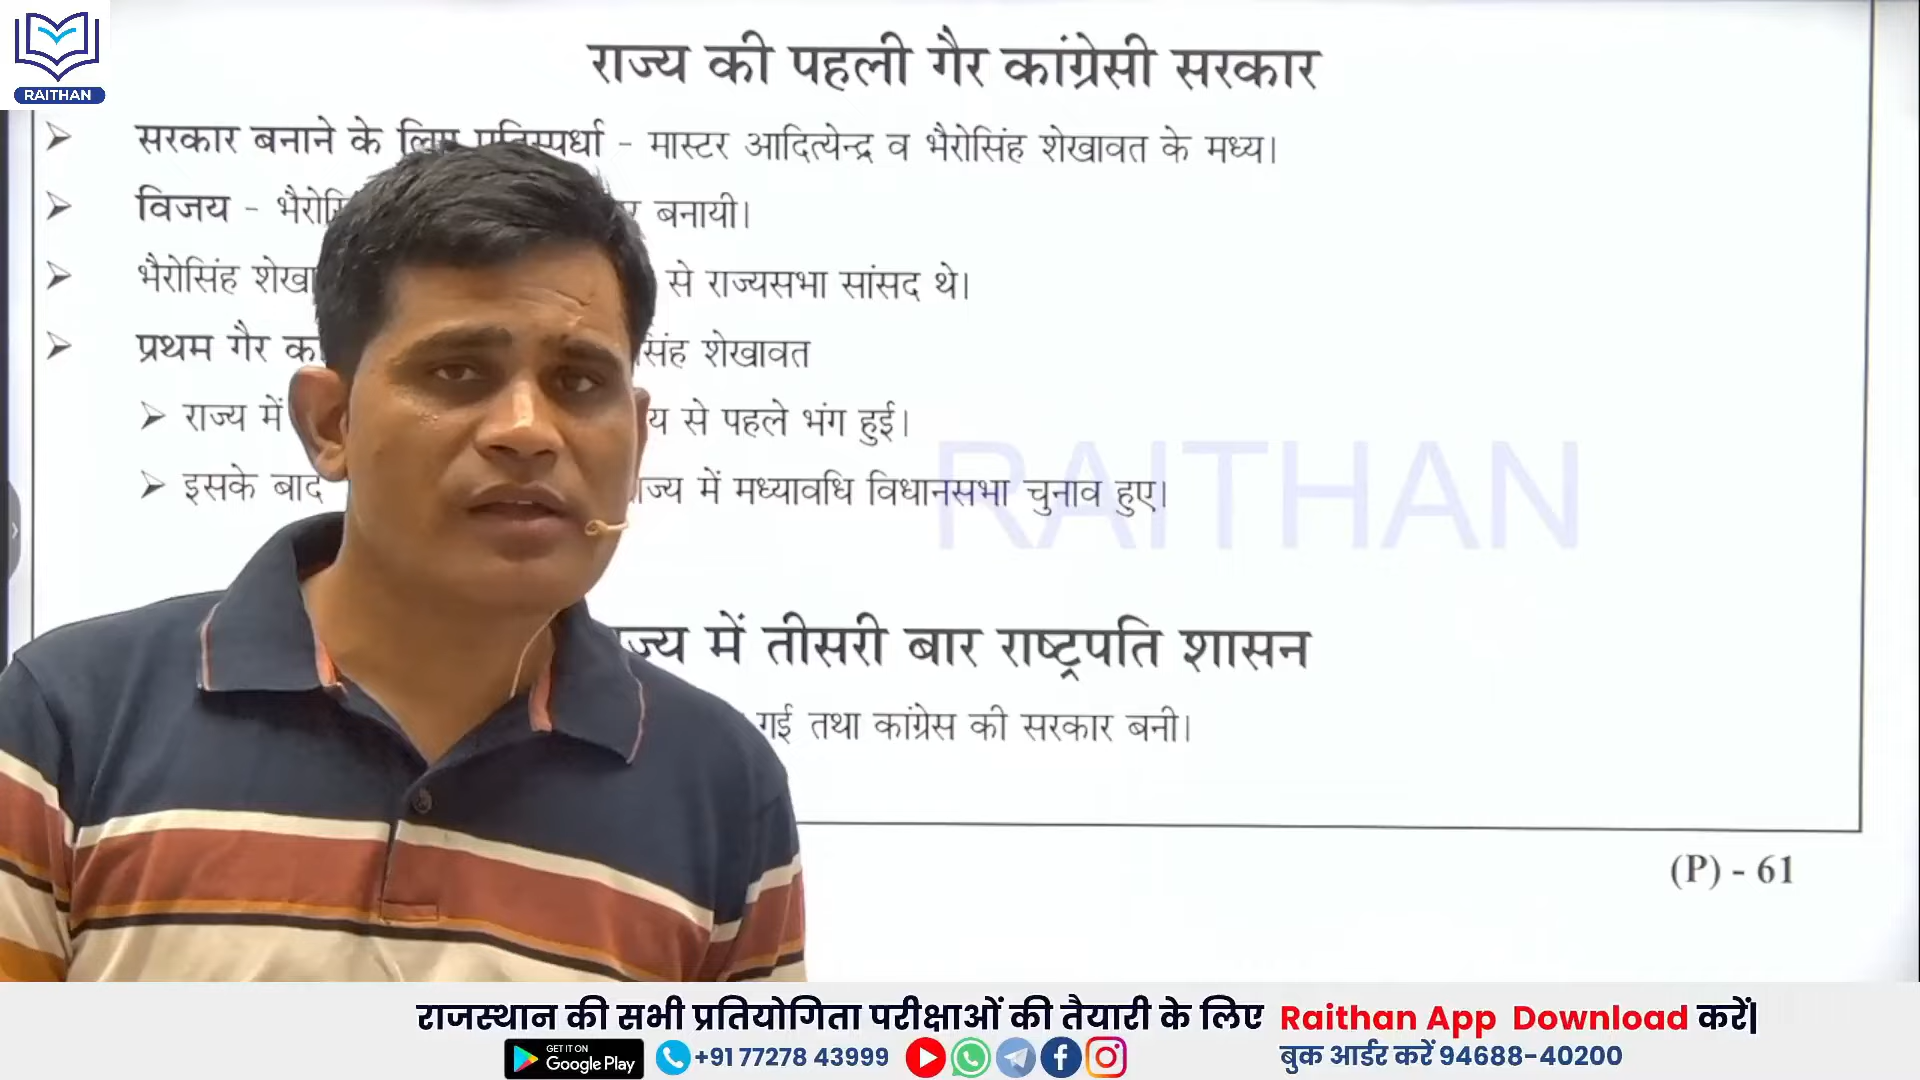 RAITHAN
राज्य की पहली गैर कांग्रेसी सरकार
सरकार बनाने के लिए प्रतिस्पर्धा - मास्टर आदित्येन्द्र व भैरोसिंह शेखावत के मध्य।
विजय - बनायी।
भैरोसिंह से राज्यसभा सांसद थे।
प्रथम गैर शेखावत
राज्य में से पहले भंग हुई।
इसके बाद में मध्यावधि विधानसभा चुनाव हुए।
RAITHAN
में तीसरी बार राष्ट्रपति शासन
गई तथा कांग्रेस की सरकार बनी।
(P) - 61
राजस्थान की सभी प्रतियोगिता परीक्षाओं की तैयारी के लिए Raithan App Download करें|
GET IT ON
Google Play
+91 77278 43999
बुक आर्डर करें 94688-40200